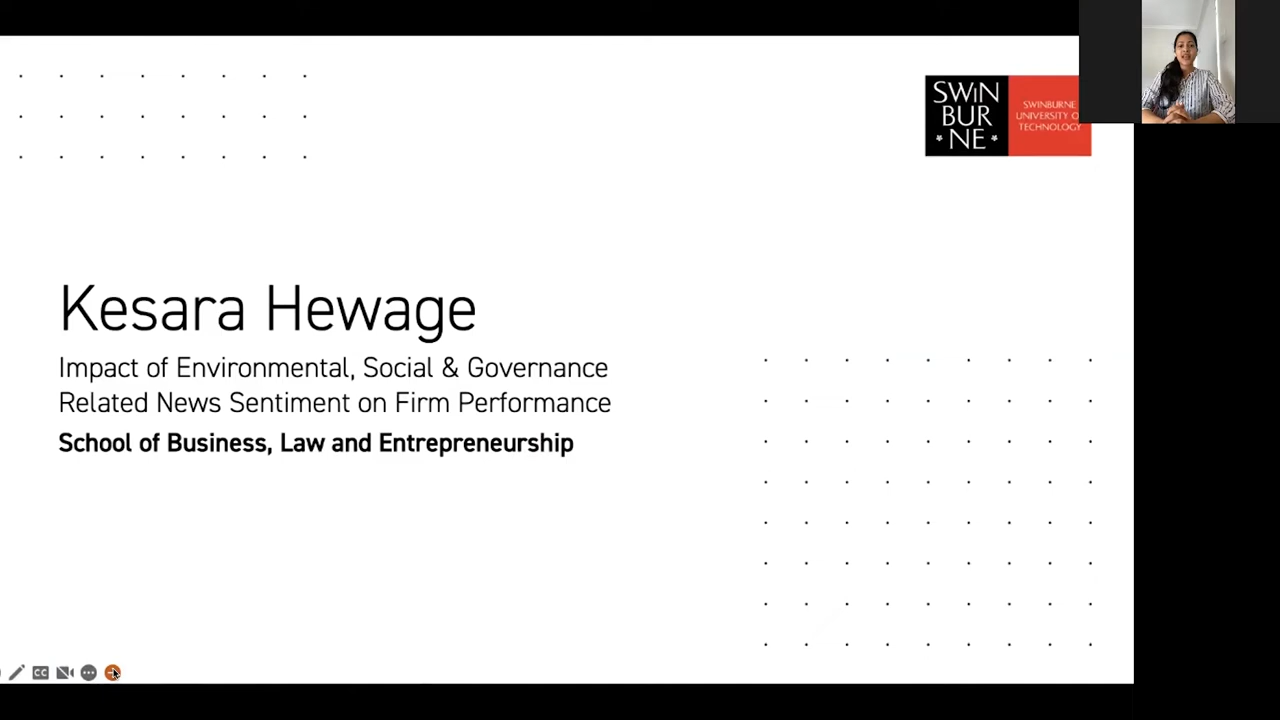 SWIN
BUR
NE
SWINBURNE
UNIVERSITY O
TECHNOLOGY
Kesara Hewage
Impact of Environmental, Social & Governance
Related News Sentiment on Firm Performance
School of Business, Law and Entrepreneurship
CC